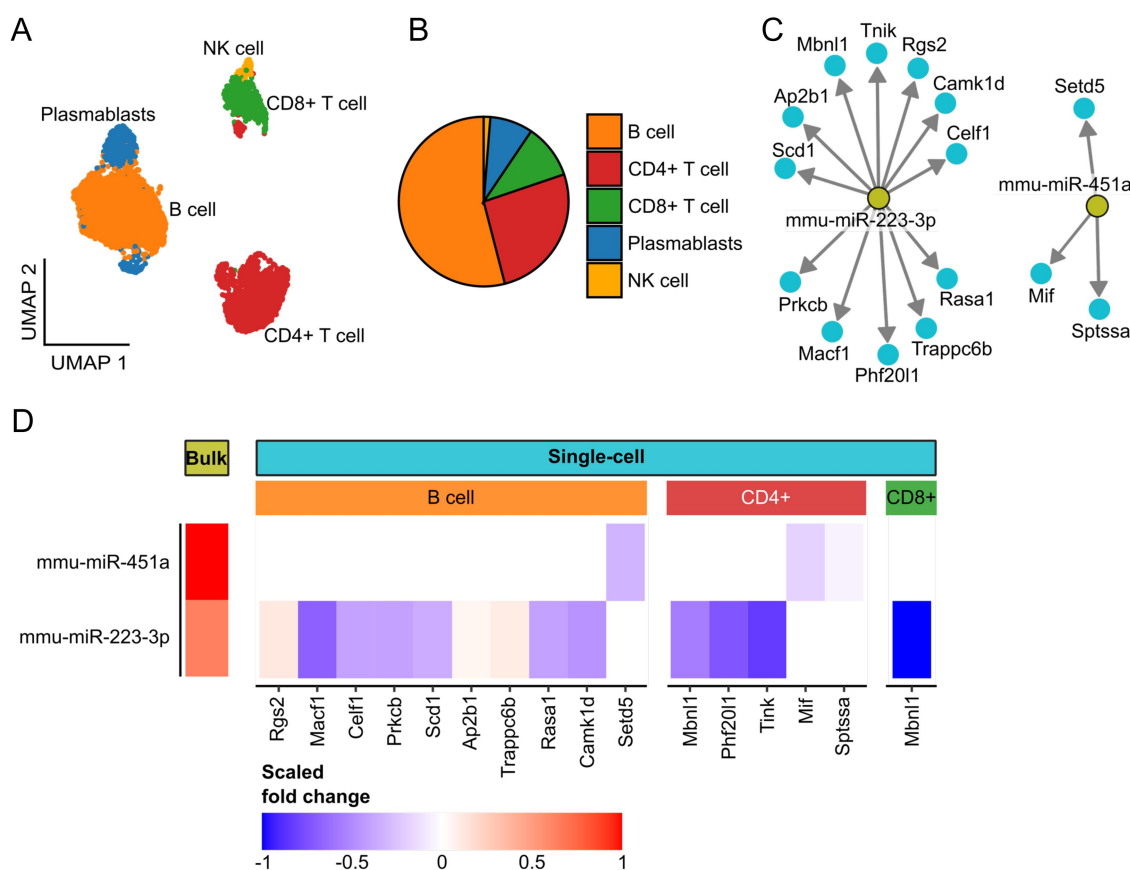 A
NK cell
CD8+ T cell
Plasmablasts
B cell
CD4+ T cell
UMAP 2
UMAP 1
B
B cell
CD4+ T cell
CD8+ T cell
Plasmablasts
NK cell
C
Tnik
Mbnl1
Rgs2
Camk1d
Ap2b1
Celf1
Scd1
mmu-miR-223-3p
Prkcb
Rasa1
Macf1
Trappc6b
Phf20l1
Setd5
mmu-miR-451a
Mif
Sptssa
D
Bulk
Single-cell
B cell
CD4+
CD8+
mmu-miR-451a
mmu-miR-223-3p
Rgs2
Macf1
Celf1
Prkcb
Scd1
Ap2b1
Trappc6b
Rasa1
Camk1d
Setd5
Mbnl1
Phf20l1
Tink
Mif
Sptssa
Mbnl1
Scaled
fold change
-1
-0.5
0
0.5
1